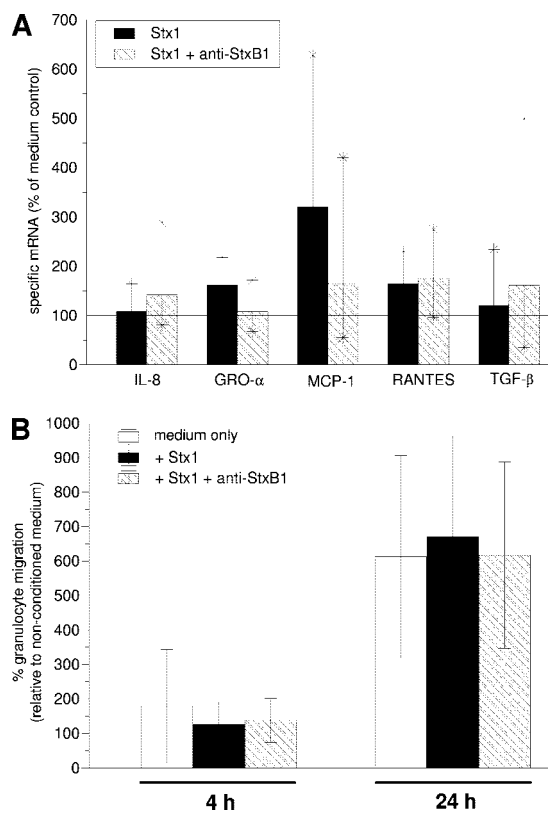 A
700
600
500
400
300
200
100
0
specific mRNA (% of medium control)
Stx1
Stx1 + anti-StxB1
IL-8 GRO-α MCP-1 RANTES TGF-β
B
1000
900
800
700
600
500
400
300
200
100
0
% granulocyte migration
(relative to non-conditioned medium)
medium only
+ Stx1
+ Stx1 + anti-StxB1
4 h 24 h